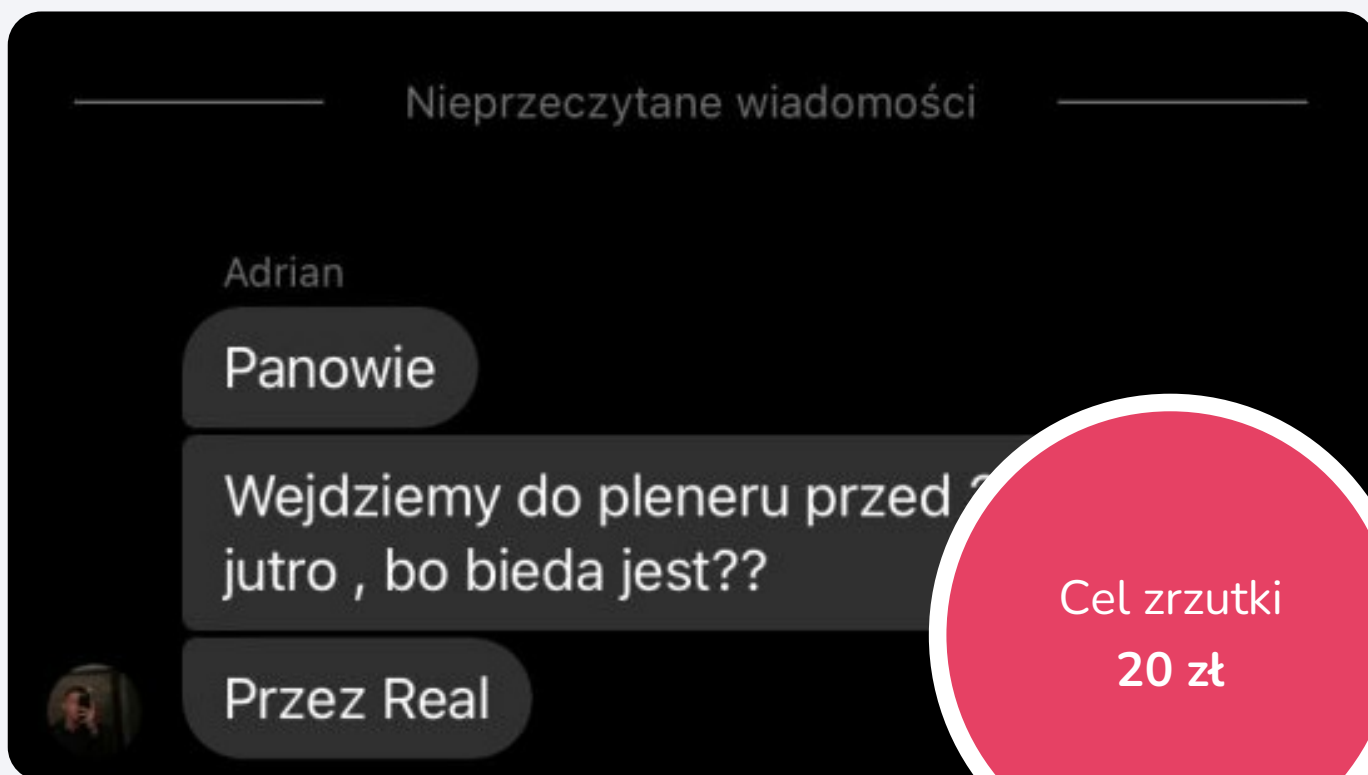 Nieprzeczytane wiadomości
Adrian
Panowie
Wejdziemy do pleneru przed
jutro , bo bieda jest??
Przez Real
Cel zrzutki
20 zł